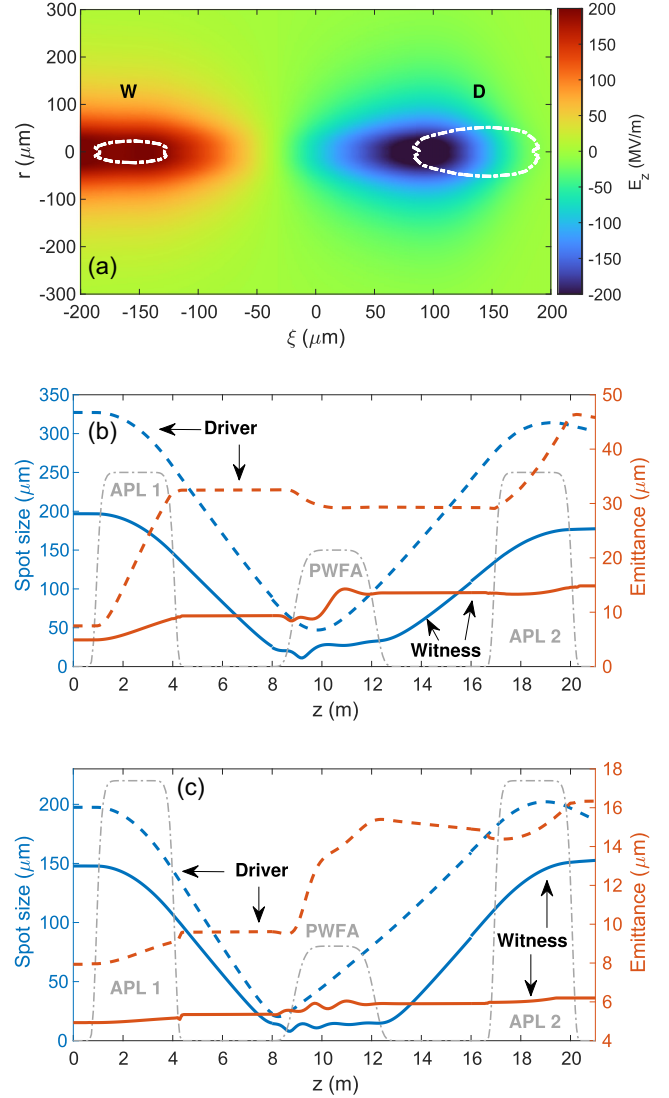 300
200
100
0
-100
-200
-300
r (μm)
W
D
(a)
-200 -150 -100 -50 0 50 100 150 200
ξ (μm)
200
150
100
50
0
-50
-100
-150
-200
E_z (MV/m)
350
300
250
200
150
100
50
0
Spot size (μm)
(b)
Driver
APL 1
PWFA
APL 2
Witness
50
40
30
20
10
0
Emittance (μm)
0 2 4 6 8 10 12 14 16 18 20
z (m)
200
150
100
50
0
Spot size (μm)
(c)
Driver
PWFA
Witness
APL 1
APL 2
18
16
14
12
10
8
6
4
Emittance (μm)
0 2 4 6 8 10 12 14 16 18 20
z (m)